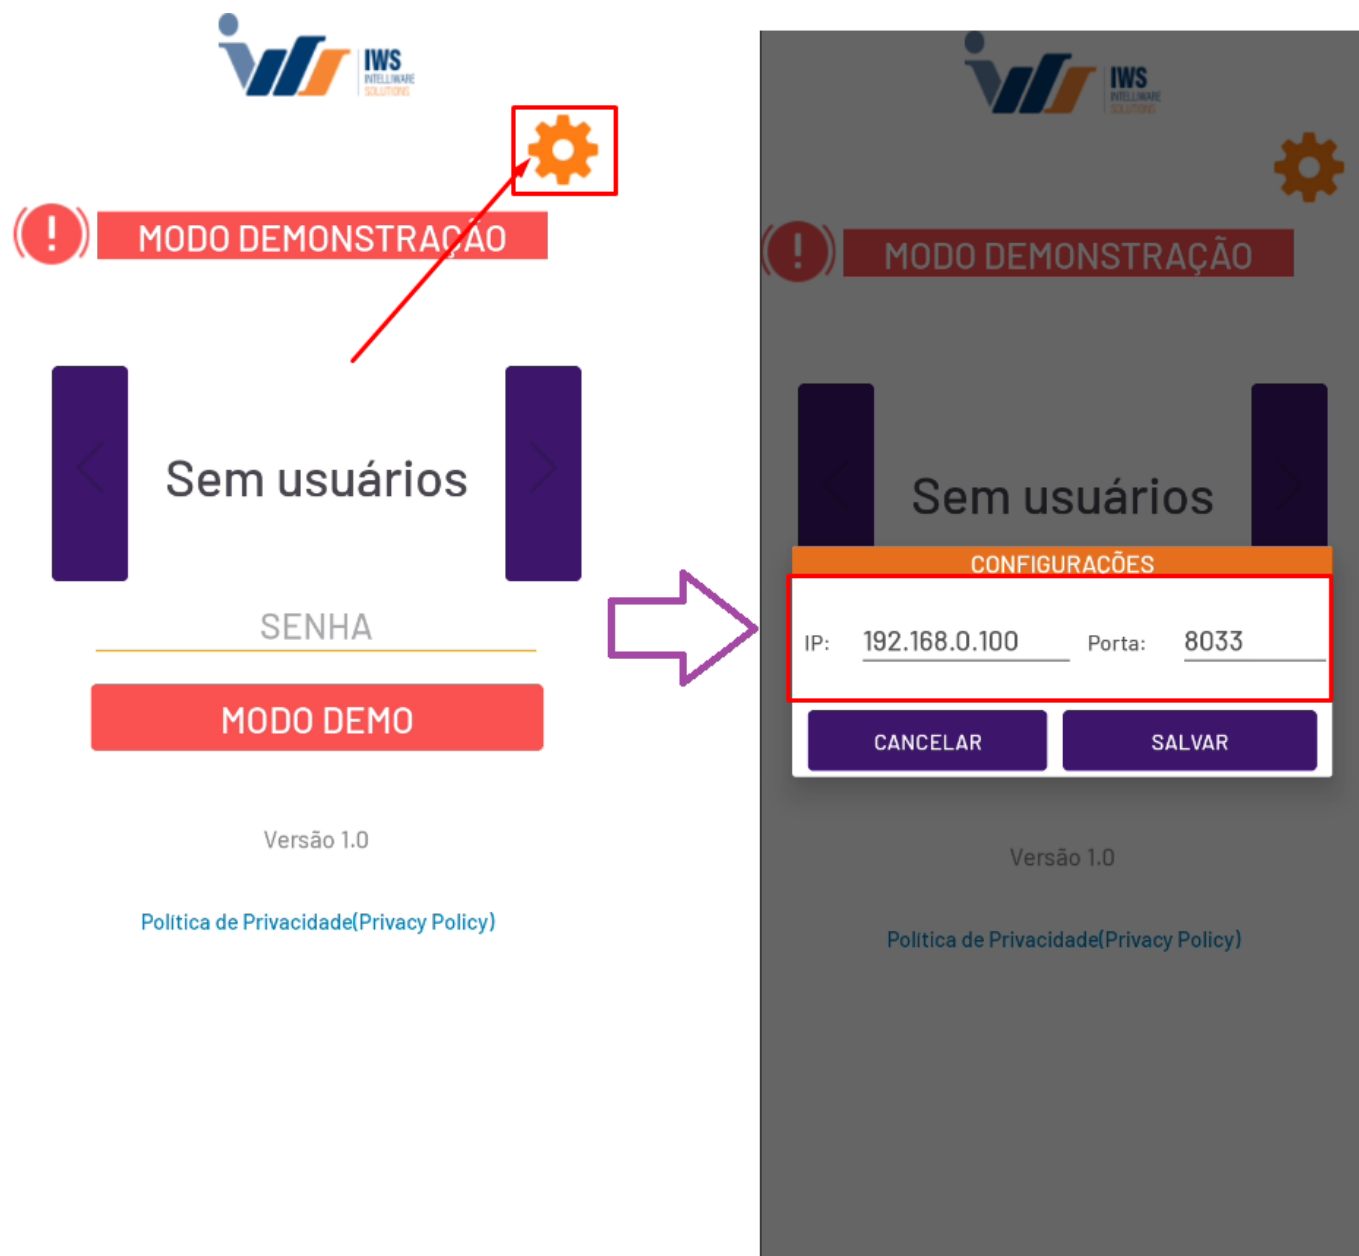 IWS
INTELLIWARE
SOLUTIONS
MODO DEMONSTRAÇÃO
Sem usuários
SENHA
MODO DEMO
Versão 1.0
Política de Privacidade(Privacy Policy)
IWS
INTELLIWARE
SOLUTIONS
MODO DEMONSTRAÇÃO
Sem usuários
CONFIGURAÇÕES
IP: 192.168.0.100 Porta: 8033
CANCELAR SALVAR
Versão 1.0
Política de Privacidade(Privacy Policy)